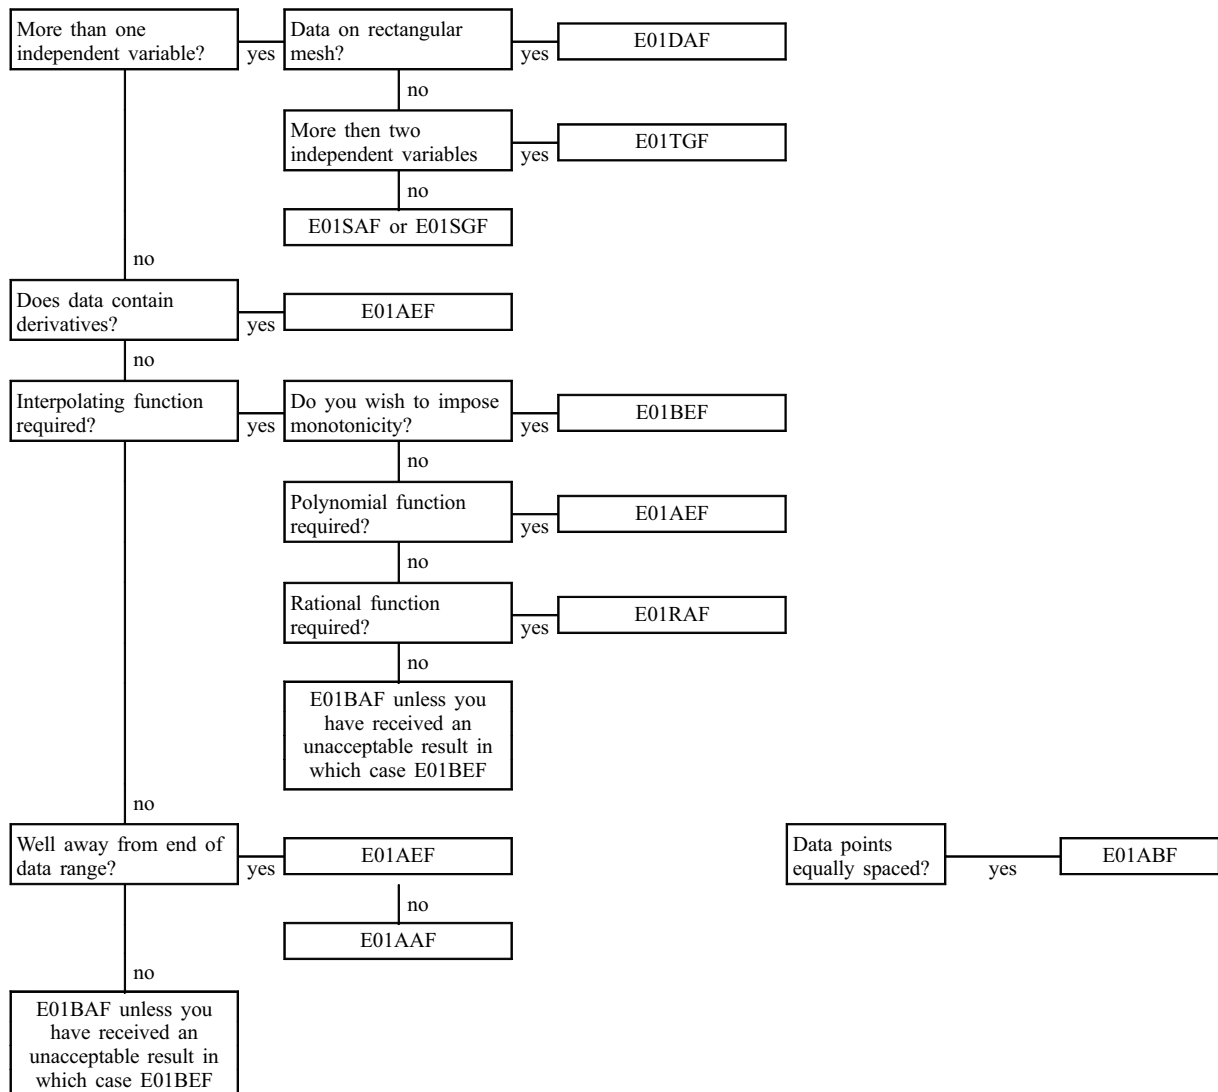 More than one
independent variable?
yes
Data on rectangular
mesh?
yes
E01DAF
no
More then two
independent variables
yes
E01TGF
no
E01SAF or E01SGF
no
Does data contain
derivatives?
yes
E01AEF
no
Interpolating function
required?
yes
Do you wish to impose
monotonicity?
yes
E01BEF
no
Polynomial function
required?
yes
E01AEF
no
Rational function
required?
yes
E01RAF
no
E01BAF unless you
have received an
unacceptable result in
which case E01BEF
no
Well away from end of
data range?
yes
E01AEF
no
E01AAF
Data points
equally spaced?
yes
E01ABF
no
E01BAF unless you
have received an
unacceptable result in
which case E01BEF